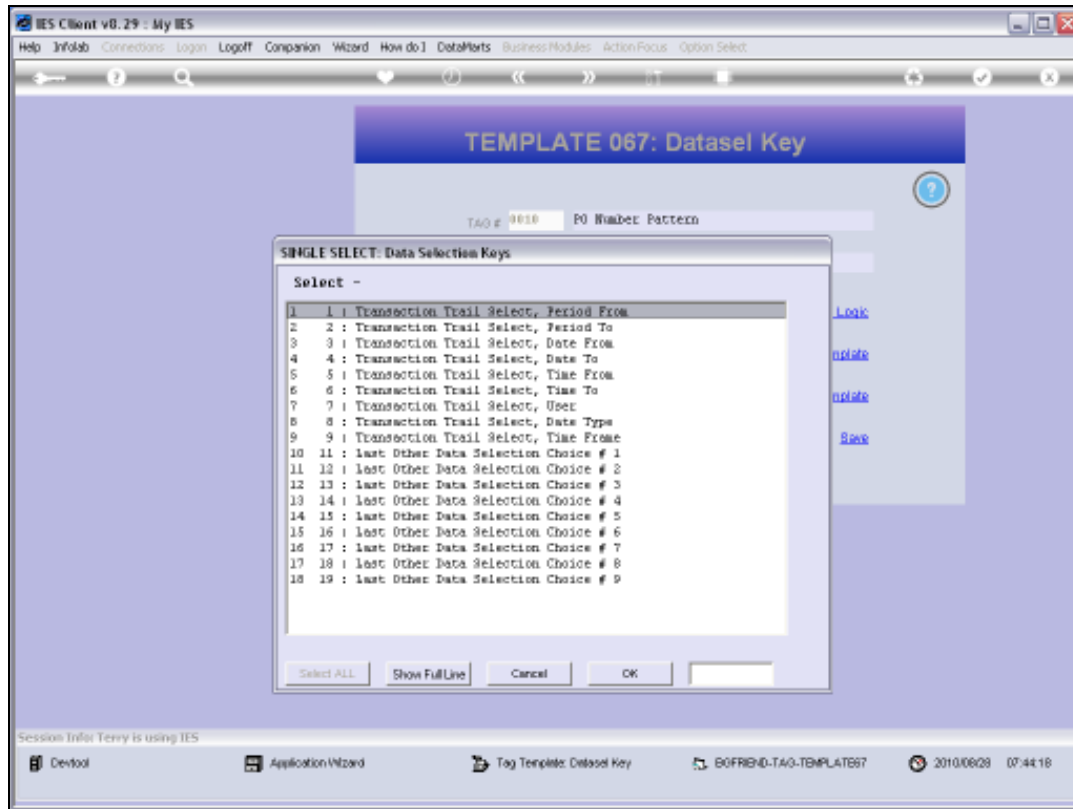 IES Client v8.29 : My IES
Help Infolab Connections Logon Logoff Companion Wizard How do I DataMarts Business Modules Action Focus Option Select
TEMPLATE 067: Datasel Key
TAG # 0010 PO Number Pattern
SINGLE SELECT: Data Selection Keys
Select -
1 1 : Transaction Trail Select, Period From
2 2 : Transaction Trail Select, Period To
3 3 : Transaction Trail Select, Date From
4 4 : Transaction Trail Select, Date To
5 5 : Transaction Trail Select, Time From
6 6 : Transaction Trail Select, Time To
7 7 : Transaction Trail Select, User
8 8 : Transaction Trail Select, Date Type
9 9 : Transaction Trail Select, Time Frame
10 11 : last Other Data Selection Choice # 1
11 12 : last Other Data Selection Choice # 2
12 13 : last Other Data Selection Choice # 3
13 14 : last Other Data Selection Choice # 4
14 15 : last Other Data Selection Choice # 5
15 16 : last Other Data Selection Choice # 6
16 17 : last Other Data Selection Choice # 7
17 18 : last Other Data Selection Choice # 8
18 19 : last Other Data Selection Choice # 9
Logic
mplate
mplate
Save
Select ALL Show Full Line Cancel OK
Session Info: Terry is using IES
Devtool Application Wizard Tag Template: Datasel Key BGFRIEND-TAG-TEMPLATE67 2010/08/28 07:44:18